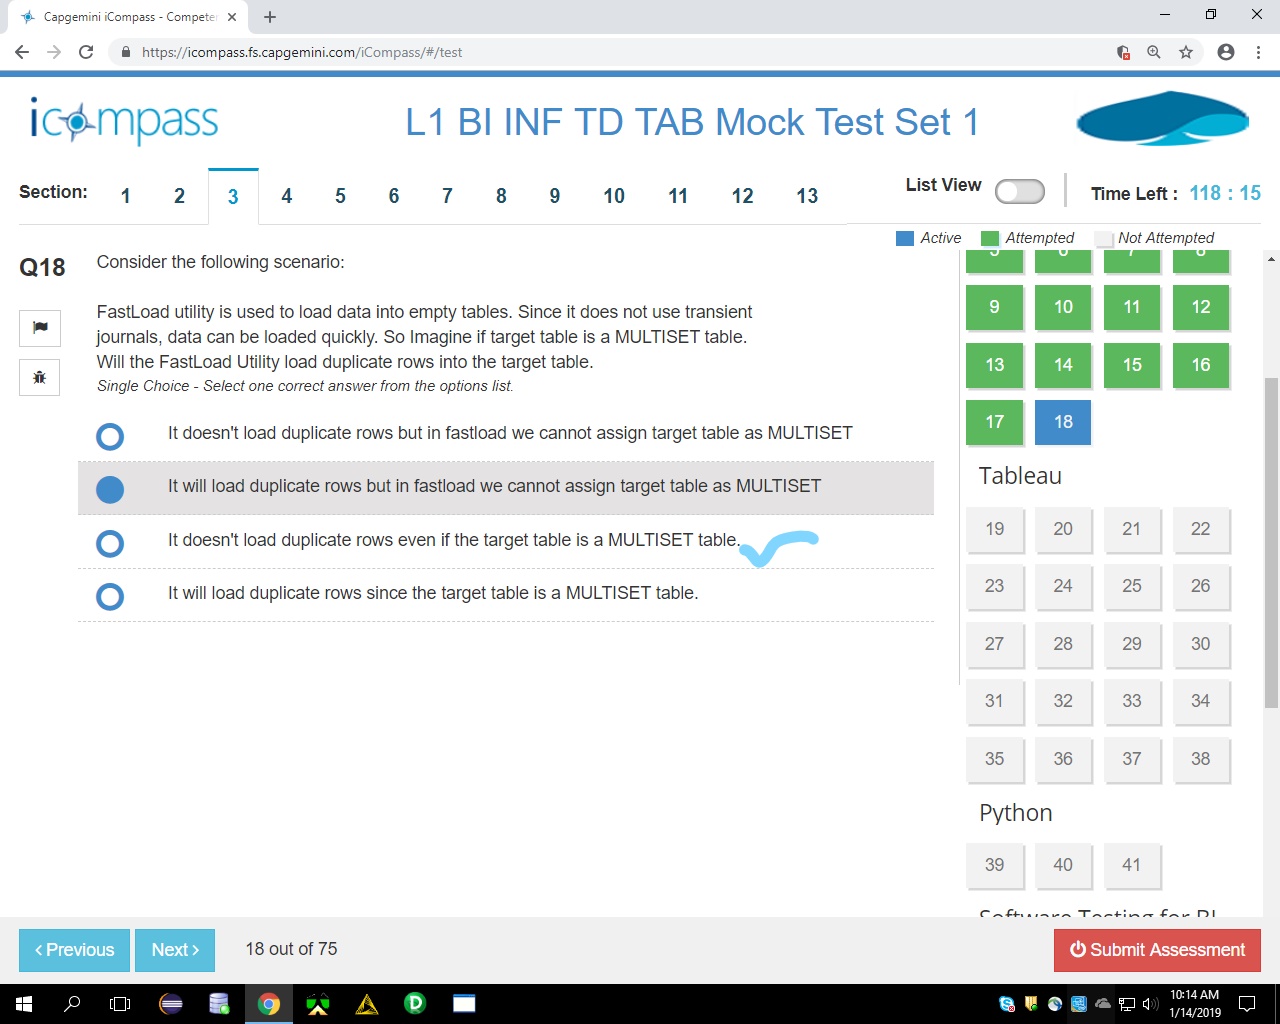 Capgemini iCompass - Competen
https://icompass.fs.capgemini.com/iCompass/#/test
icompass
L1 BI INF TD TAB Mock Test Set 1
Section: 1 2 3 4 5 6 7 8 9 10 11 12 13
List View
Time Left : 118 : 15
Active Attempted Not Attempted
Q18
Consider the following scenario:
FastLoad utility is used to load data into empty tables. Since it does not use transient
journals, data can be loaded quickly. So Imagine if target table is a MULTISET table.
Will the FastLoad Utility load duplicate rows into the target table.
Single Choice - Select one correct answer from the options list.
It doesn't load duplicate rows but in fastload we cannot assign target table as MULTISET
It will load duplicate rows but in fastload we cannot assign target table as MULTISET
It doesn't load duplicate rows even if the target table is a MULTISET table.
It will load duplicate rows since the target table is a MULTISET table.
5 6 7 8
9 10 11 12
13 14 15 16
17 18
Tableau
19 20 21 22
23 24 25 26
27 28 29 30
31 32 33 34
35 36 37 38
Python
39 40 41
Software Testing for BI
Previous
Next
18 out of 75
Submit Assessment
10:14 AM
1/14/2019